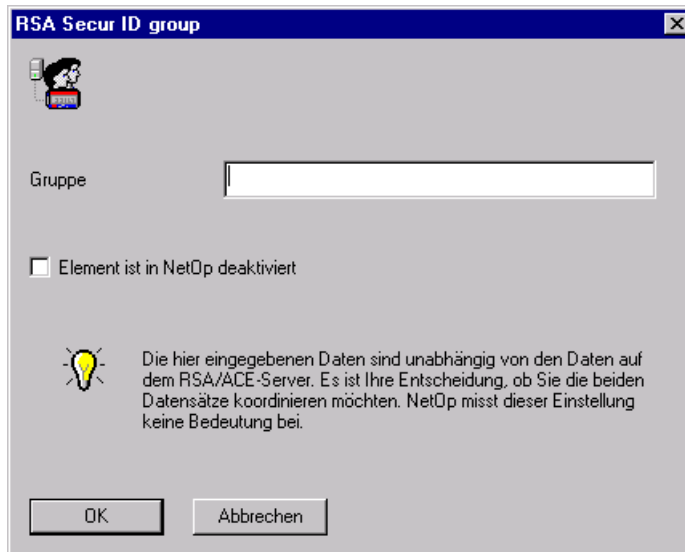 RSA Secur ID group
Gruppe
Element ist in NetOp deaktiviert
Die hier eingegebenen Daten sind unabhängig von den Daten auf
dem RSA/ACE-Server. Es ist Ihre Entscheidung, ob Sie die beiden
Datensätze koordinieren möchten. NetOp misst dieser Einstellung
keine Bedeutung bei.
OK
Abbrechen